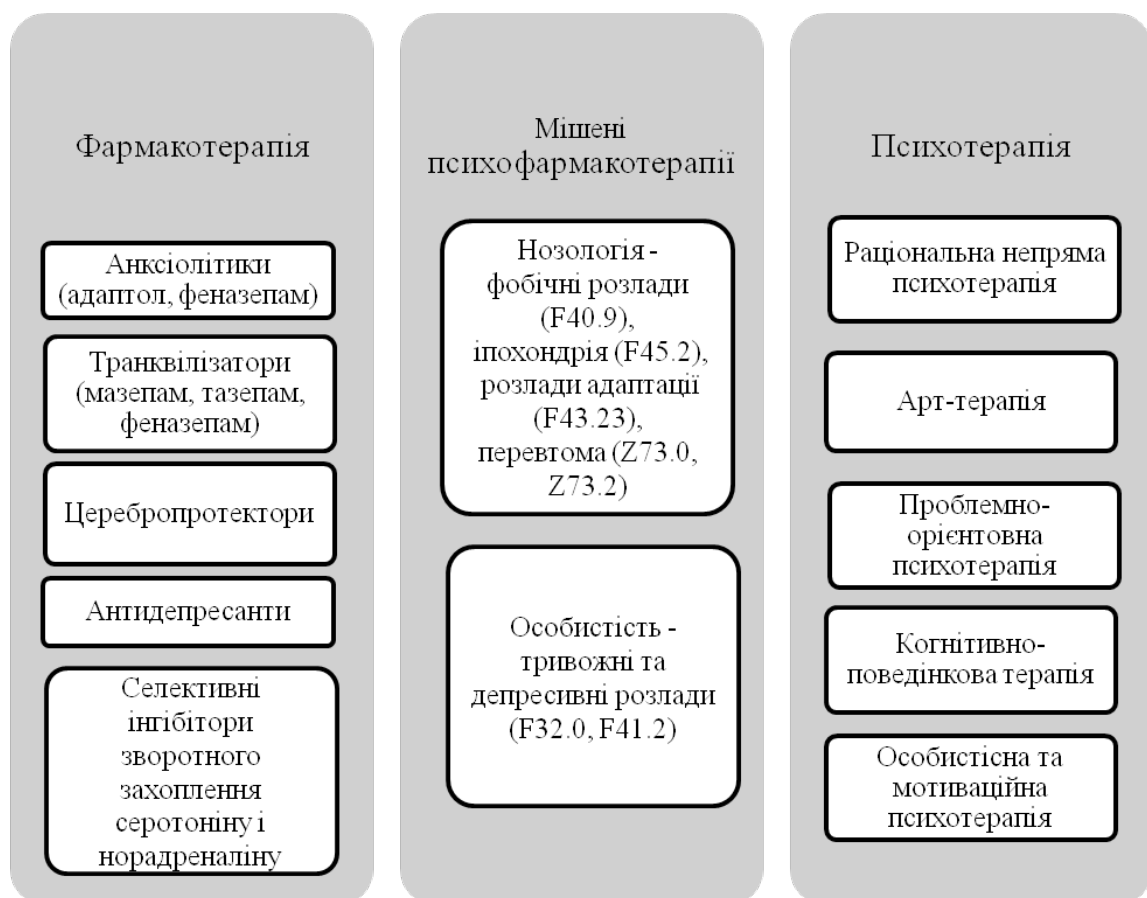 Фармакотерапія
Анксіолітики
(адаптол, феназепам)
Транквілізатори
(мазепам, тазепам,
феназепам)
Церебропротектори
Антидепресанти
Селективні
інгібітори
зворотного
захоплення
серотоніну і
норадреналіну
Мішені
психофармакотерапії
Нозологія -
фобічні розлади
(F40.9),
іпохондрія (F45.2),
розлади адаптації
(F43.23),
перевтома (Z73.0,
Z73.2)
Особистість -
тривожні та
депресивні розлади
(F32.0, F41.2)
Психотерапія
Раціональна непряма
психотерапія
Арт-терапія
Проблемно-
орієнтовна
психотерапія
Когнітивно-
поведінкова терапія
Особистісна та
мотиваційна
психотерапія